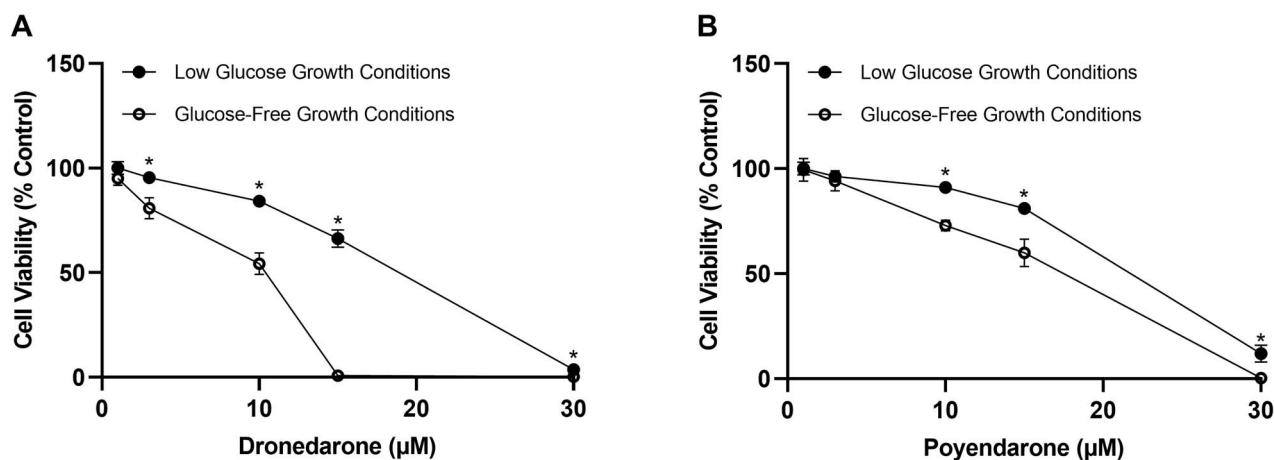 A
Cell Viability (% Control)
150
100
50
0
Low Glucose Growth Conditions
Glucose-Free Growth Conditions
*
*
*
*
0
10
20
30
Dronedarone (µM)
B
Cell Viability (% Control)
150
100
50
0
Low Glucose Growth Conditions
Glucose-Free Growth Conditions
*
*
*
0
10
20
30
Poyendarone (µM)